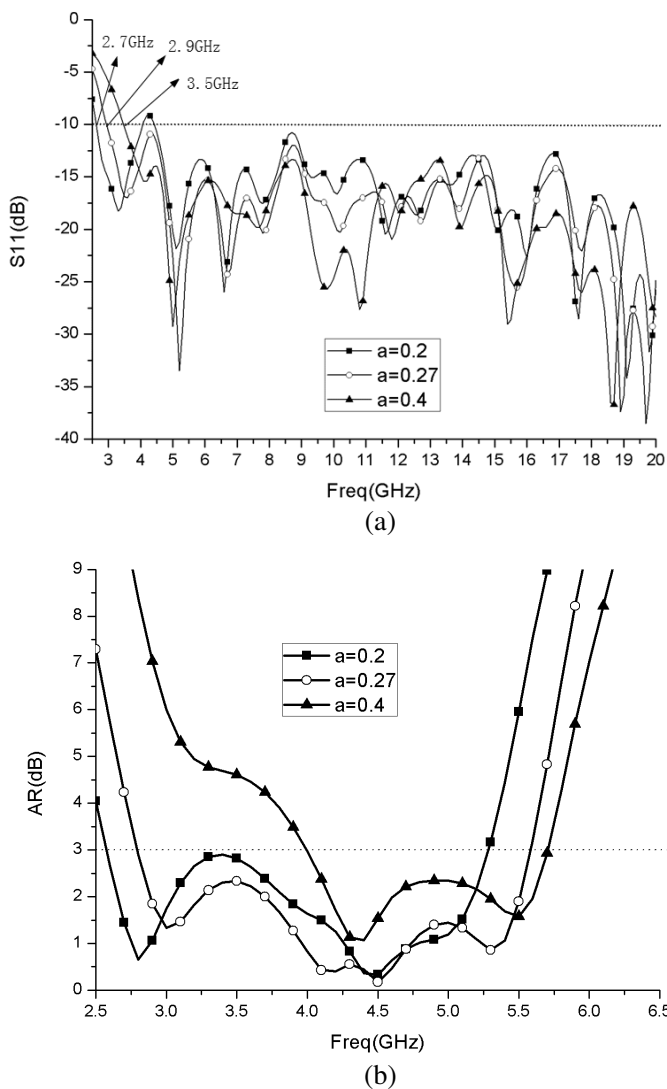 0
-5
-10
-15
-20
-25
-30
-35
-40
S11(dB)
2.7GHz
2.9GHz
3.5GHz
a=0.2
a=0.27
a=0.4
3 4 5 6 7 8 9 10 11 12 13 14 15 16 17 18 19 20
Freq(GHz)
(a)
9
8
7
6
5
4
3
2
1
0
AR(dB)
a=0.2
a=0.27
a=0.4
2.5 3.0 3.5 4.0 4.5 5.0 5.5 6.0 6.5
Freq(GHz)
(b)